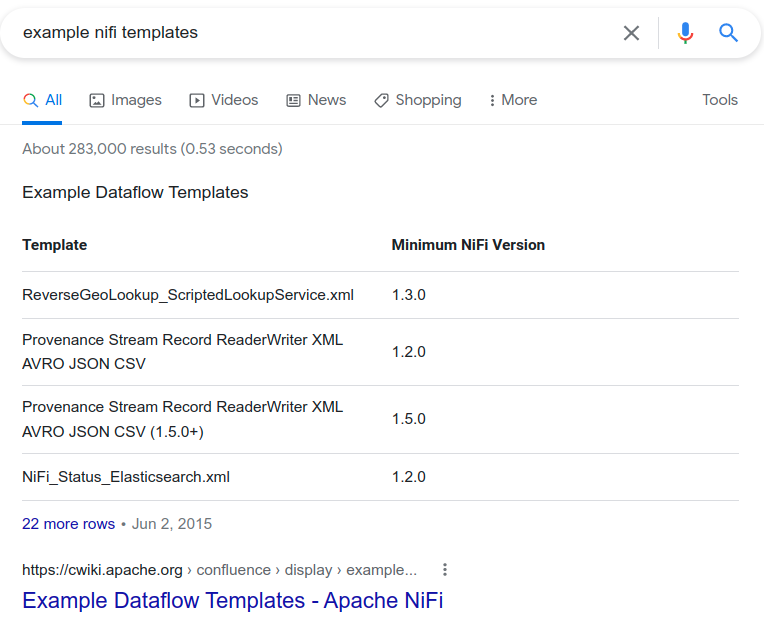 example nifi templates
All Images Videos News Shopping More Tools
About 283,000 results (0.53 seconds)
Example Dataflow Templates
Template Minimum NiFi Version
ReverseGeoLookup_ScriptedLookupService.xml 1.3.0
Provenance Stream Record ReaderWriter XML
AVRO JSON CSV 1.2.0
Provenance Stream Record ReaderWriter XML
AVRO JSON CSV (1.5.0+) 1.5.0
NiFi_Status_Elasticsearch.xml 1.2.0
22 more rows • Jun 2, 2015
https://cwiki.apache.org › confluence › display › example...
Example Dataflow Templates - Apache NiFi